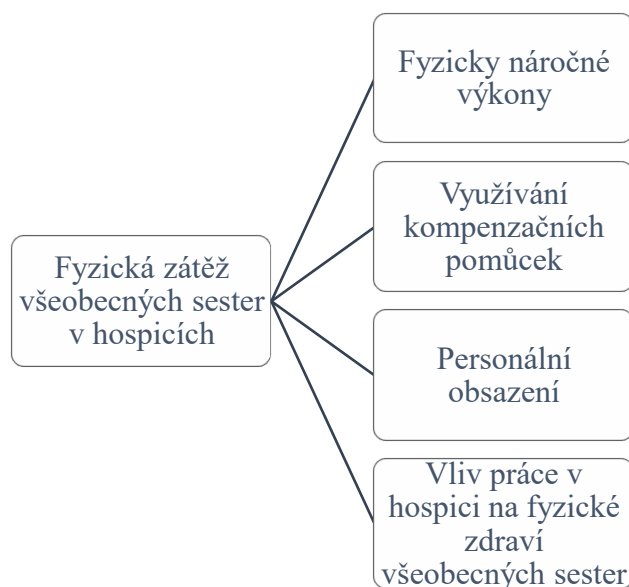 Fyzická zátěž
všeobecných sester
v hospicích
Fyzicky náročné
výkony
Využívání
kompenzačních
pomůcek
Personální
obsazení
Vliv práce v
hospici na fyzické
zdraví
všeobecných sester